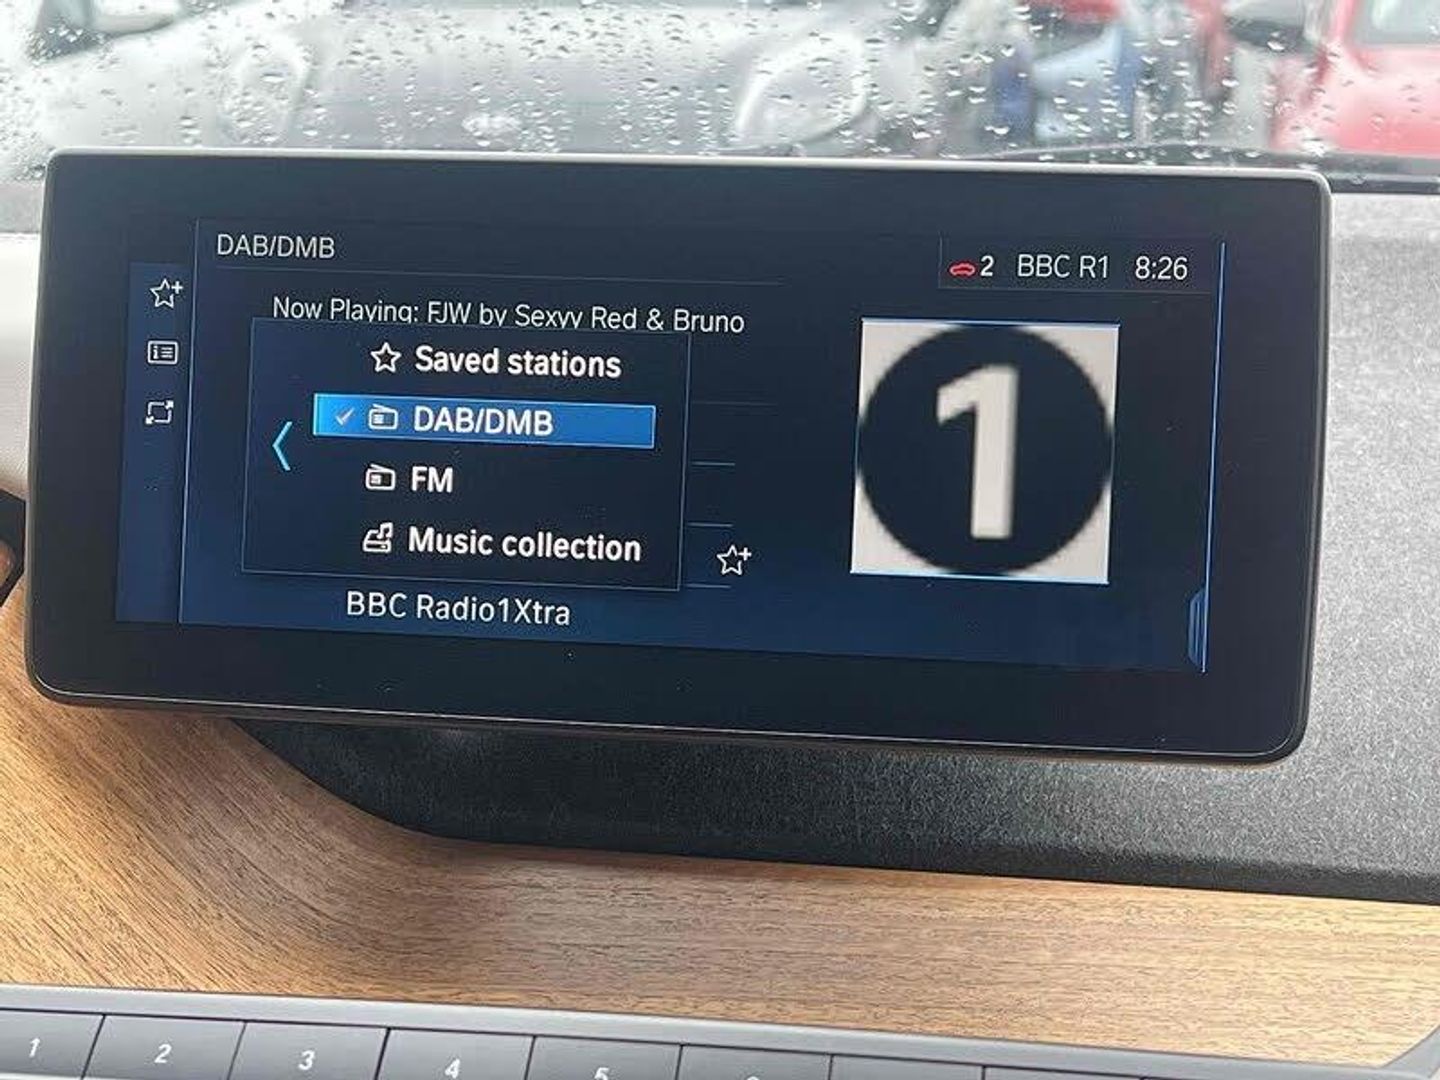 DAB/DMB
2 BBC R1 8:26
Now Playing: FJW by Sexyy Red & Bruno
Saved stations
DAB/DMB
FM
Music collection
BBC Radio1Xtra
1
1 2 3 4 5